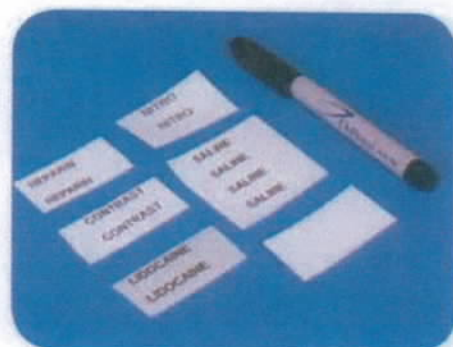 NITRO
NITRO
HEPARIN
HEPARIN
SALINE
SALINE
SALINE
SALINE
CONTRAST
CONTRAST
LIDOCAINE
LIDOCAINE